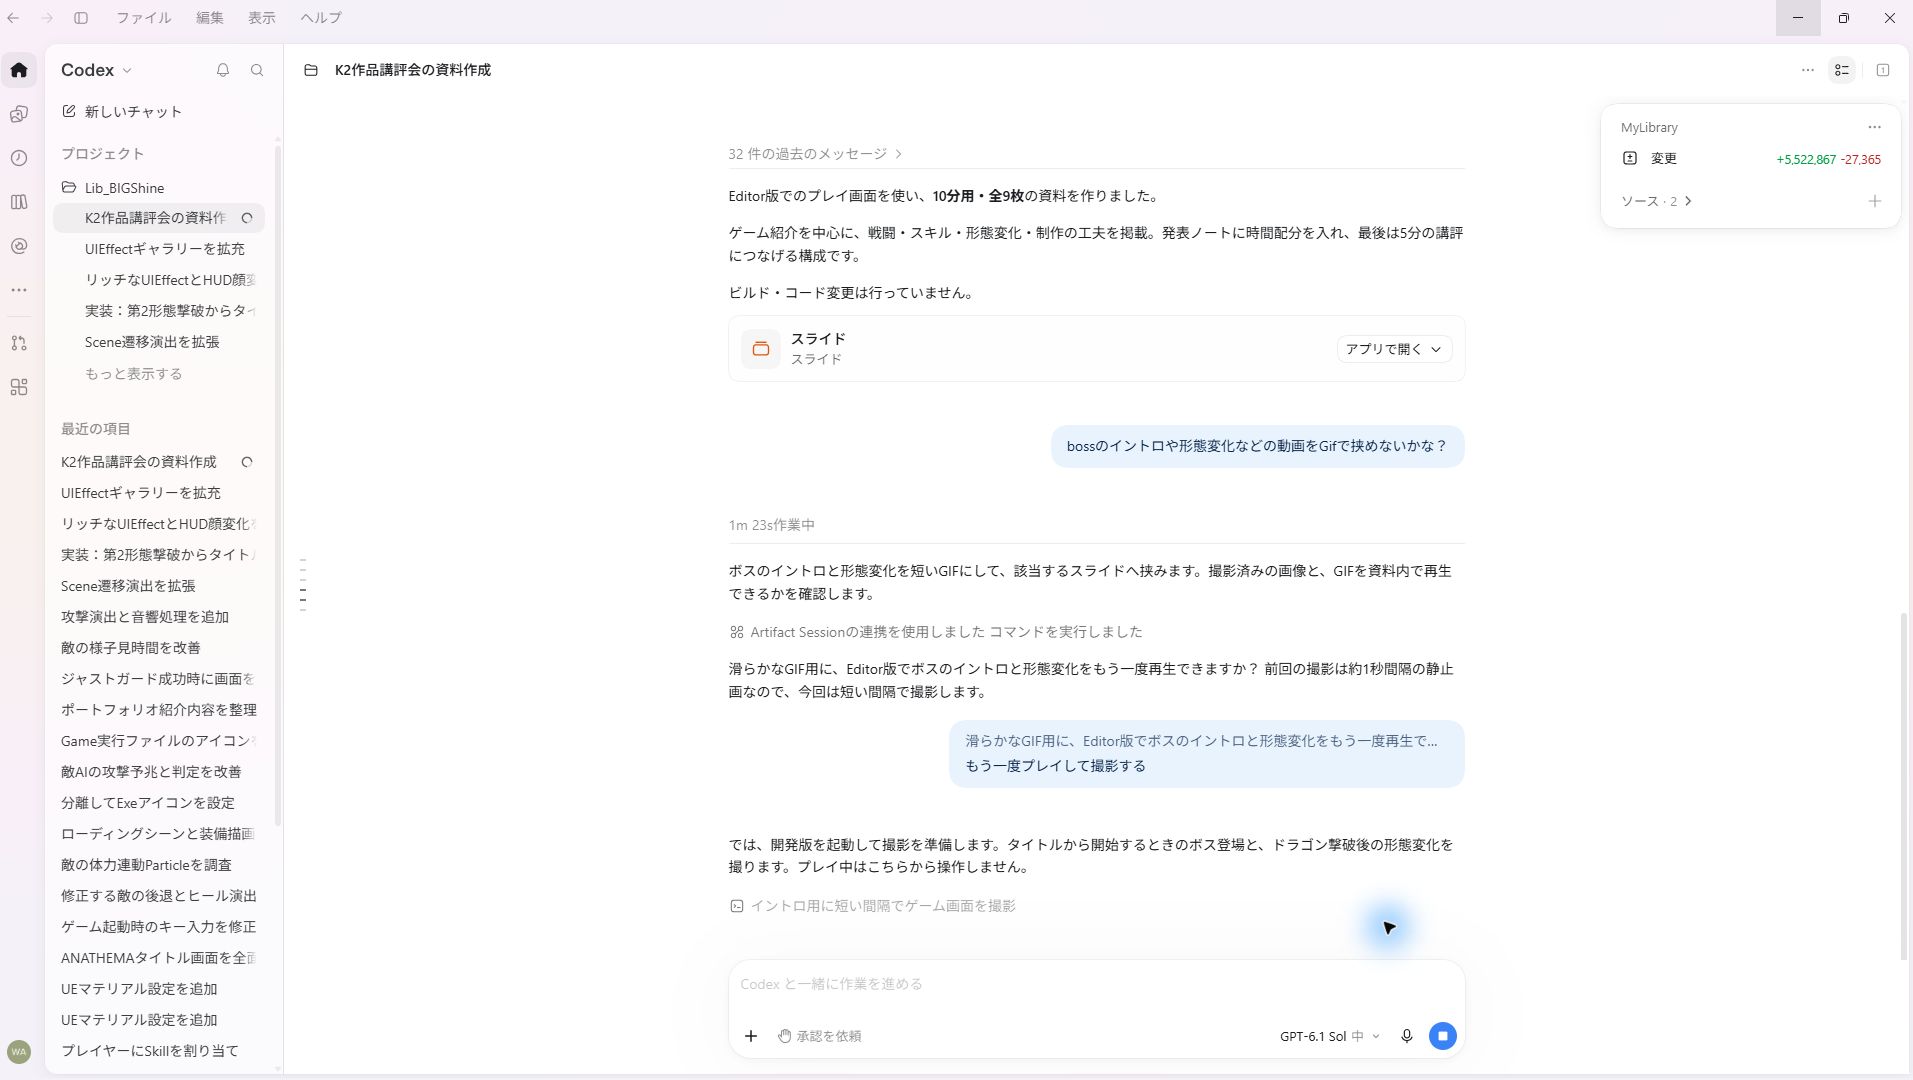 ファイル 編集 表示 ヘルプ
Codex
新しいチャット
プロジェクト
Lib_BIGShine
K2作品講評会の資料作
UIEffectギャラリーを拡充
リッチなUIEffectとHUD顔変
実装：第2形態撃破からタイ
Scene遷移演出を拡張
もっと表示する
最近の項目
K2作品講評会の資料作成
UIEffectギャラリーを拡充
リッチなUIEffectとHUD顔変化を
実装：第2形態撃破からタイトル
Scene遷移演出を拡張
攻撃演出と音響処理を追加
敵の様子見時間を改善
ジャストガード成功時に画面を
ポートフォリオ紹介内容を整理
Game実行ファイルのアイコンを
敵AIの攻撃予兆と判定を改善
分離してExeアイコンを設定
ローディングシーンと装備描画
敵の体力連動Particleを調査
修正する敵の後退とヒール演出
ゲーム起動時のキー入力を修正
ANATHEMAタイトル画面を全面
UEマテリアル設定を追加
UEマテリアル設定を追加
プレイヤーにSkillを割り当て
WA
K2作品講評会の資料作成
1
32 件の過去のメッセージ
Editor版でのプレイ画面を使い、10分用・全9枚の資料を作りました。
ゲーム紹介を中心に、戦闘・スキル・形態変化・制作の工夫を掲載。発表ノートに時間配分を入れ、最後は5分の講評
につなげる構成です。
ビルド・コード変更は行っていません。
スライド
スライド
アプリで開く
bossのイントロや形態変化などの動画をGifで挟めないかな？
1m 23s作業中
ボスのイントロと形態変化を短いGIFにして、該当するスライドへ挟みます。撮影済みの画像と、GIFを資料内で再生
できるかを確認します。
Artifact Sessionの連携を使用しました コマンドを実行しました
滑らかなGIF用に、Editor版でボスのイントロと形態変化をもう一度再生できますか？ 前回の撮影は約1秒間隔の静止
画なので、今回は短い間隔で撮影します。
滑らかなGIF用に、Editor版でボスのイントロと形態変化をもう一度再生で...
もう一度プレイして撮影する
では、開発版を起動して撮影を準備します。タイトルから開始するときのボス登場と、ドラゴン撃破後の形態変化を
撮ります。プレイ中はこちらから操作しません。
イントロ用に短い間隔でゲーム画面を撮影
Codex と一緒に作業を進める
承認を依頼
GPT-6.1 Sol 中
MyLibrary
変更 +5,522,867 -27,365
ソース · 2